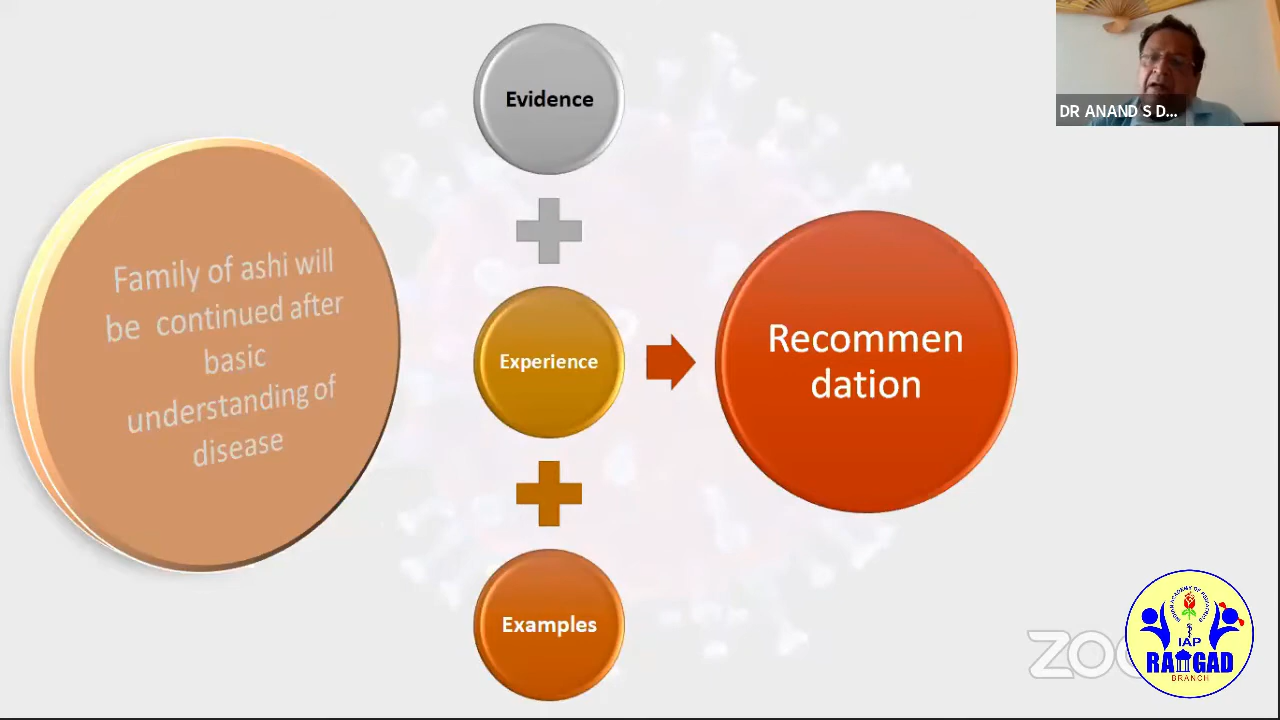 Family of ashi will
be continued after
basic
understanding of
disease
Evidence
Experience
Examples
Recommen
dation
DR ANAND S D...
IAP
RAIGAD
BRANCH